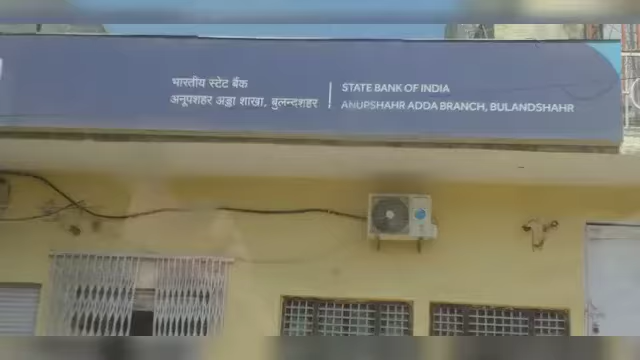 भारतीय स्टेट बैंक
अनूपशहर अड्डा शाखा, बुलन्दशहर
STATE BANK OF INDIA
ANUPSHAHR ADDA BRANCH, BULANDSHAHR